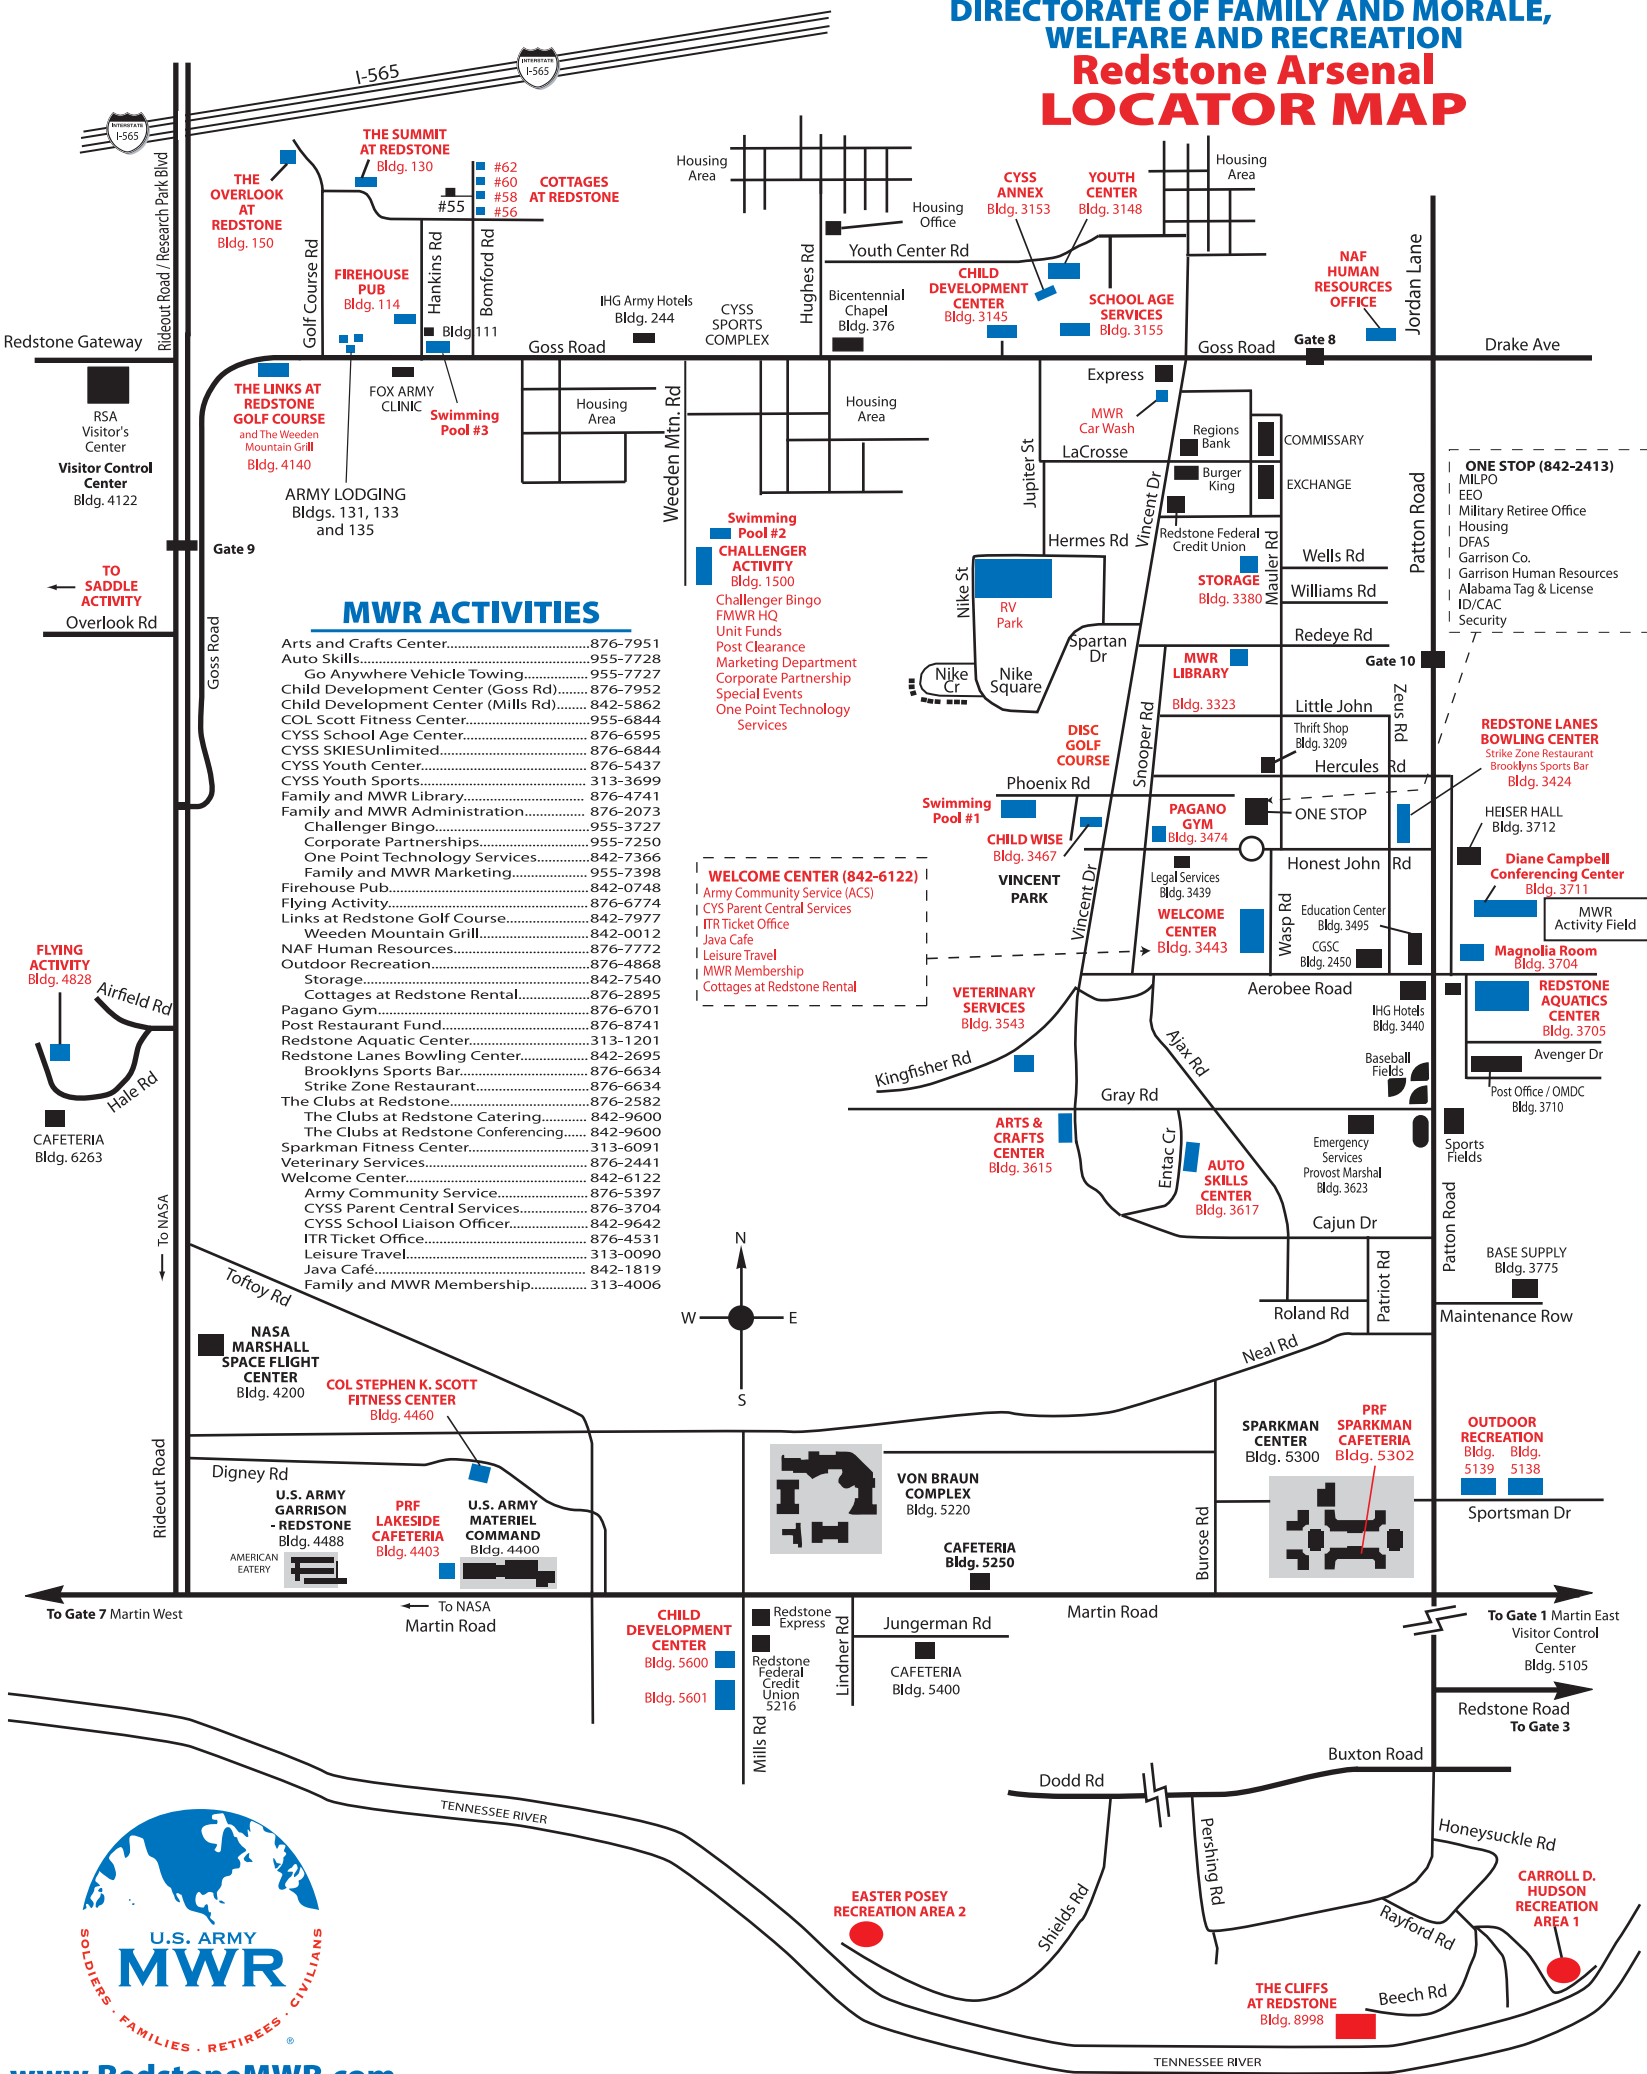 DIRECTORATE OF FAMILY AND MORALE,
WELFARE AND RECREATION
Redstone Arsenal
LOCATOR MAP
I-565
INTERSTATE
I-565
INTERSTATE
I-565
Rideout Road / Research Park Blvd
THE
OVERLOOK
AT
REDSTONE
Bldg. 150
THE SUMMIT
AT REDSTONE
Bldg. 130
#55
#62
#60
#58
#56
COTTAGES
AT REDSTONE
Golf Course Rd
Hankins Rd
Bomford Rd
FIREHOUSE
PUB
Bldg. 114
Bldg 111
Housing
Area
Housing
Office
Hughes Rd
Youth Center Rd
CYSS
ANNEX
Bldg. 3153
YOUTH
CENTER
Bldg. 3148
Housing
Area
CHILD
DEVELOPMENT
CENTER
Bldg. 3145
SCHOOL AGE
SERVICES
Bldg. 3155
NAF
HUMAN
RESOURCES
OFFICE
Jordan Lane
IHG Army Hotels
Bldg. 244
CYSS
SPORTS
COMPLEX
Bicentennial
Chapel
Bldg. 376
Redstone Gateway
Goss Road
Goss Road
Gate 8
Drake Ave
RSA
Visitor's
Center
Visitor Control
Center
Bldg. 4122
THE LINKS AT
REDSTONE
GOLF COURSE
and The Weeden
Mountain Grill
Bldg. 4140
FOX ARMY
CLINIC
Swimming
Pool #3
ARMY LODGING
Bldgs. 131, 133
and 135
Housing
Area
Weeden Mtn. Rd
Housing
Area
Express
MWR
Car Wash
Jupiter St
LaCrosse
Vincent Dr
Regions
Bank
Burger
King
COMMISSARY
EXCHANGE
Redstone Federal
Credit Union
Patton Road
ONE STOP (842-2413)
MILPO
EEO
Military Retiree Office
Housing
DFAS
Garrison Co.
Garrison Human Resources
Alabama Tag & License
ID/CAC
Security
Gate 9
TO
SADDLE
ACTIVITY
Overlook Rd
Goss Road
Swimming
Pool #2
CHALLENGER
ACTIVITY
Bldg. 1500
Challenger Bingo
FMWR HQ
Unit Funds
Post Clearance
Marketing Department
Corporate Partnership
Special Events
One Point Technology
Services
Hermes Rd
Nike St
RV
Park
Spartan
Dr
Nike
Cr
Nike
Square
STORAGE
Bldg. 3380
Mauler Rd
Wells Rd
Williams Rd
Redeye Rd
Gate 10
MWR
LIBRARY
Bldg. 3323
Snooper Rd
Little John
Zeus Rd
Thrift Shop
Bldg. 3209
Hercules Rd
DISC
GOLF
COURSE
Phoenix Rd
Swimming
Pool #1
CHILD WISE
Bldg. 3467
PAGANO
GYM
Bldg. 3474
ONE STOP
REDSTONE LANES
BOWLING CENTER
Strike Zone Restaurant
Brooklyns Sports Bar
Bldg. 3424
HEISER HALL
Bldg. 3712
Honest John Rd
Diane Campbell
Conferencing Center
Bldg. 3711
MWR
Activity Field
VINCENT
PARK
Vincent Dr
Legal Services
Bldg. 3439
WELCOME
CENTER
Bldg. 3443
Wasp Rd
Education Center
Bldg. 3495
CGSC
Bldg. 2450
Magnolia Room
Bldg. 3704
Aerobee Road
REDSTONE
AQUATICS
CENTER
Bldg. 3705
IHG Hotels
Bldg. 3440
Avenger Dr
Post Office / OMDC
Bldg. 3710
MWR ACTIVITIES
Arts and Crafts Center 876-7951
Auto Skills 955-7728
Go Anywhere Vehicle Towing 955-7727
Child Development Center (Goss Rd) 876-7952
Child Development Center (Mills Rd) 842-5862
COL Scott Fitness Center 955-6844
CYSS School Age Center 876-6595
CYSS SKIESUnlimited 876-6844
CYSS Youth Center 876-5437
CYSS Youth Sports 313-3699
Family and MWR Library 876-4741
Family and MWR Administration 876-2073
Challenger Bingo 955-3727
Corporate Partnerships 955-7250
One Point Technology Services 842-7366
Family and MWR Marketing 955-7398
Firehouse Pub 842-0748
Flying Activity 876-6774
Links at Redstone Golf Course 842-7977
Weeden Mountain Grill 842-0012
NAF Human Resources 876-7772
Outdoor Recreation 876-4868
Storage 842-7540
Cottages at Redstone Rental 876-2895
Pagano Gym 876-6701
Post Restaurant Fund 876-8741
Redstone Aquatic Center 313-1201
Redstone Lanes Bowling Center 842-2695
Brooklyns Sports Bar 876-6634
Strike Zone Restaurant 876-6634
The Clubs at Redstone 876-2582
The Clubs at Redstone Catering 842-9600
The Clubs at Redstone Conferencing 842-9600
Sparkman Fitness Center 313-6091
Veterinary Services 876-2441
Welcome Center 842-6122
Army Community Service 876-5397
CYSS Parent Central Services 876-3704
CYSS School Liaison Officer 842-9642
ITR Ticket Office 876-4531
Leisure Travel 313-0090
Java Café 842-1819
Family and MWR Membership 313-4006
WELCOME CENTER (842-6122)
Army Community Service (ACS)
CYS Parent Central Services
ITR Ticket Office
Java Cafe
Leisure Travel
MWR Membership
Cottages at Redstone Rental
FLYING
ACTIVITY
Bldg. 4828
Airfield Rd
Hale Rd
CAFETERIA
Bldg. 6263
To NASA
VETERINARY
SERVICES
Bldg. 3543
Kingfisher Rd
Ajax Rd
Gray Rd
Baseball
Fields
ARTS &
CRAFTS
CENTER
Bldg. 3615
Entac Cr
AUTO
SKILLS
CENTER
Bldg. 3617
Emergency
Services
Provost Marshal
Bldg. 3623
Sports
Fields
Cajun Dr
Patton Road
Patriot Rd
Roland Rd
BASE SUPPLY
Bldg. 3775
Maintenance Row
Neal Rd
N
W
E
S
Toftoy Rd
NASA
MARSHALL
SPACE FLIGHT
CENTER
Bldg. 4200
COL STEPHEN K. SCOTT
FITNESS CENTER
Bldg. 4460
Digney Rd
Rideout Road
U.S. ARMY
GARRISON
- REDSTONE
Bldg. 4488
AMERICAN
EATERY
PRF
LAKESIDE
CAFETERIA
Bldg. 4403
U.S. ARMY
MATERIEL
COMMAND
Bldg. 4400
VON BRAUN
COMPLEX
Bldg. 5220
CAFETERIA
Bldg. 5250
Burose Rd
SPARKMAN
CENTER
Bldg. 5300
PRF
SPARKMAN
CAFETERIA
Bldg. 5302
OUTDOOR
RECREATION
Bldg. Bldg.
5139 5138
Sportsman Dr
To Gate 7 Martin West
To NASA
Martin Road
Martin Road
To Gate 1 Martin East
Visitor Control
Center
Bldg. 5105
CHILD
DEVELOPMENT
CENTER
Bldg. 5600
Bldg. 5601
Redstone
Express
Redstone
Federal
Credit
Union
5216
Mills Rd
Lindner Rd
Jungerman Rd
CAFETERIA
Bldg. 5400
Redstone Road
To Gate 3
Buxton Road
Dodd Rd
TENNESSEE RIVER
Pershing Rd
Shields Rd
Honeysuckle Rd
Rayford Rd
Beech Rd
EASTER POSEY
RECREATION AREA 2
CARROLL D.
HUDSON
RECREATION
AREA 1
THE CLIFFS
AT REDSTONE
Bldg. 8998
TENNESSEE RIVER
U.S. ARMY
MWR
SOLDIERS · FAMILIES · RETIREES · CIVILIANS
®
www.RedstoneMWR.com